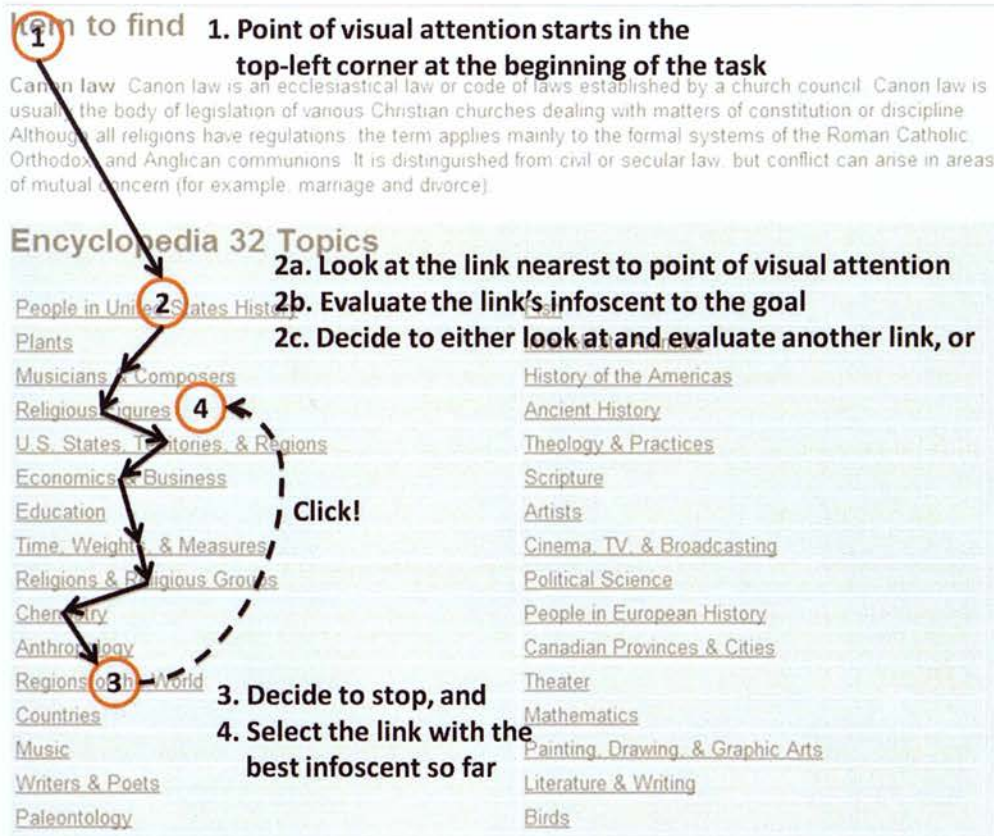 Item to find
1
1. Point of visual attention starts in the
top-left corner at the beginning of the task
Canon law Canon law is an ecclesiastical law or code of laws established by a church council. Canon law is
usually the body of legislation of various Christian churches dealing with matters of constitution or discipline.
Although all religions have regulations, the term applies mainly to the formal systems of the Roman Catholic,
Orthodox, and Anglican communions. It is distinguished from civil or secular law, but conflict can arise in areas
of mutual concern (for example, marriage and divorce).
Encyclopedia 32 Topics
2a. Look at the link nearest to point of visual attention
2
2b. Evaluate the link's infoscent to the goal
2c. Decide to either look at and evaluate another link, or
People in United States History
Plants
Musicians & Composers
Religious Figures
4
U.S. States, Territories, & Regions
Economics & Business
Education
Click!
Time, Weights, & Measures
Religions & Religious Groups
Chemistry
Anthropology
Regions of the World
3
3. Decide to stop, and
4. Select the link with the
best infoscent so far
Countries
Music
Writers & Poets
Paleontology
Fish
History of the Americas
Ancient History
Theology & Practices
Scripture
Artists
Cinema, TV, & Broadcasting
Political Science
People in European History
Canadian Provinces & Cities
Theater
Mathematics
Painting, Drawing, & Graphic Arts
Literature & Writing
Birds